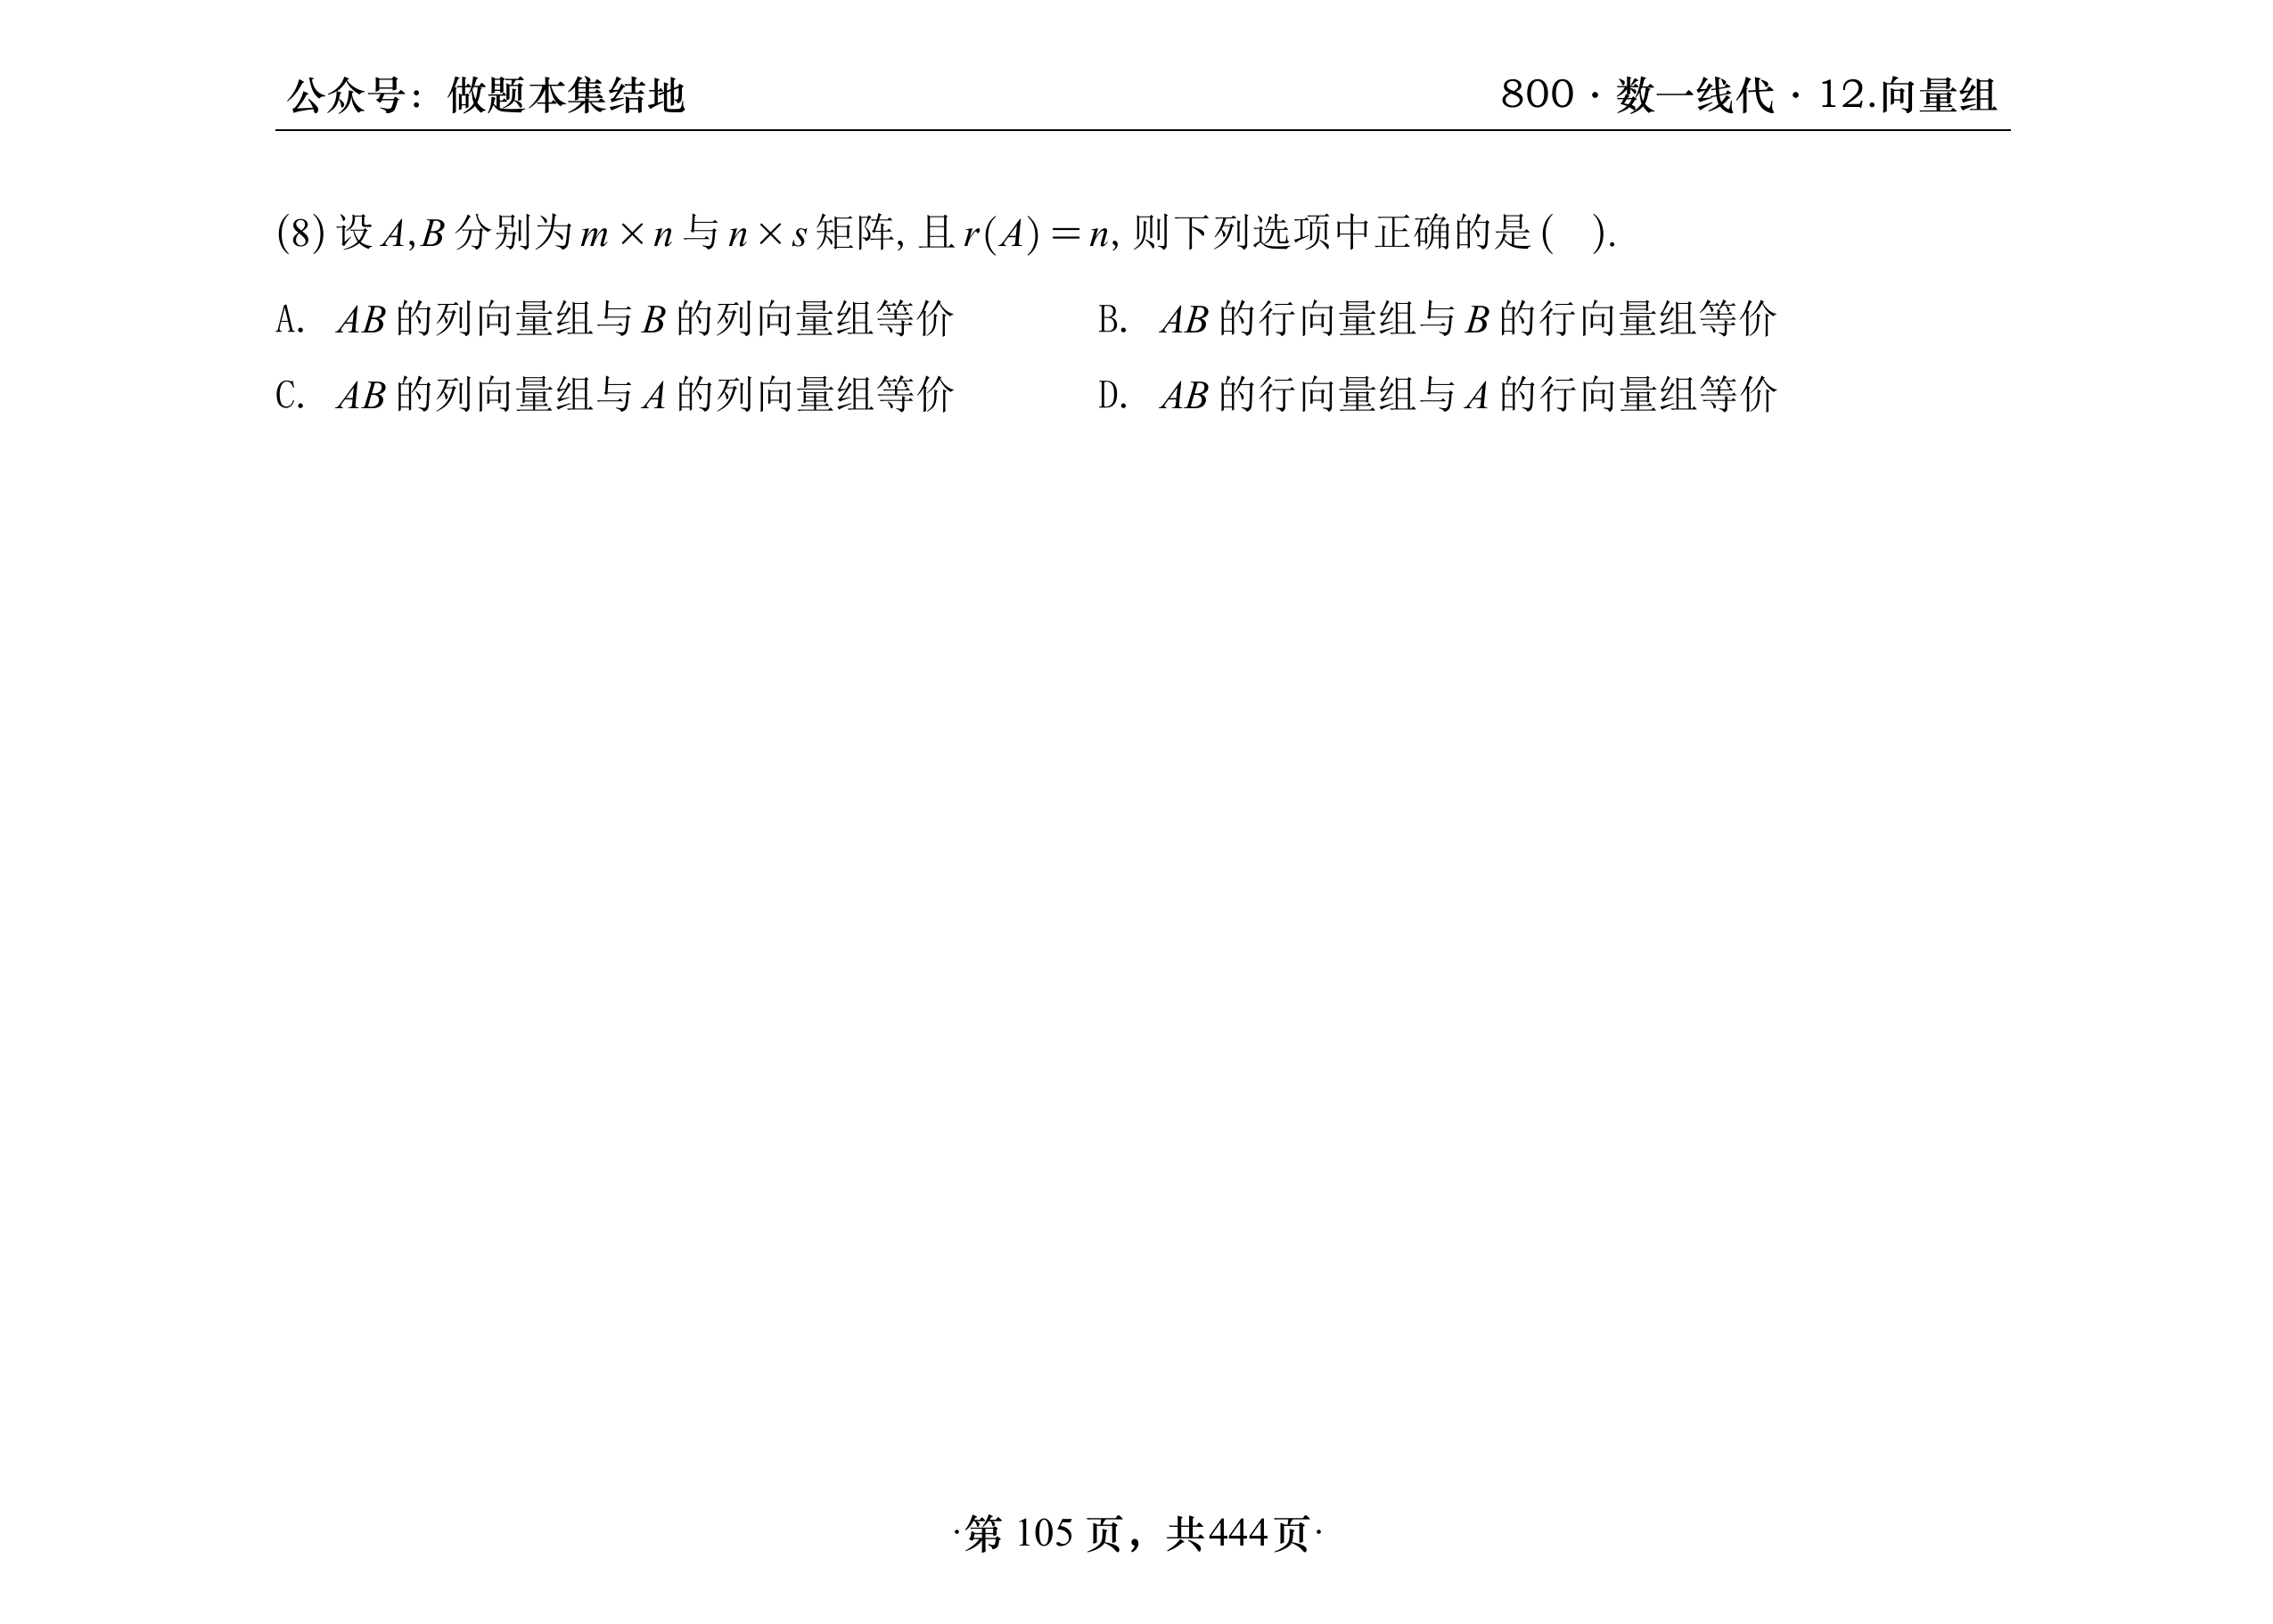 公众号：做题本集结地 800·数一线代·12.向量组
(8) 设 A,B 分别为 m×n 与 n×s 矩阵, 且 r(A)=n, 则下列选项中正确的是( ).
A. AB 的列向量组与 B 的列向量组等价 B. AB 的行向量组与 B 的行向量组等价
C. AB 的列向量组与 A 的列向量组等价 D. AB 的行向量组与 A 的行向量组等价
·第 105 页，共444页·